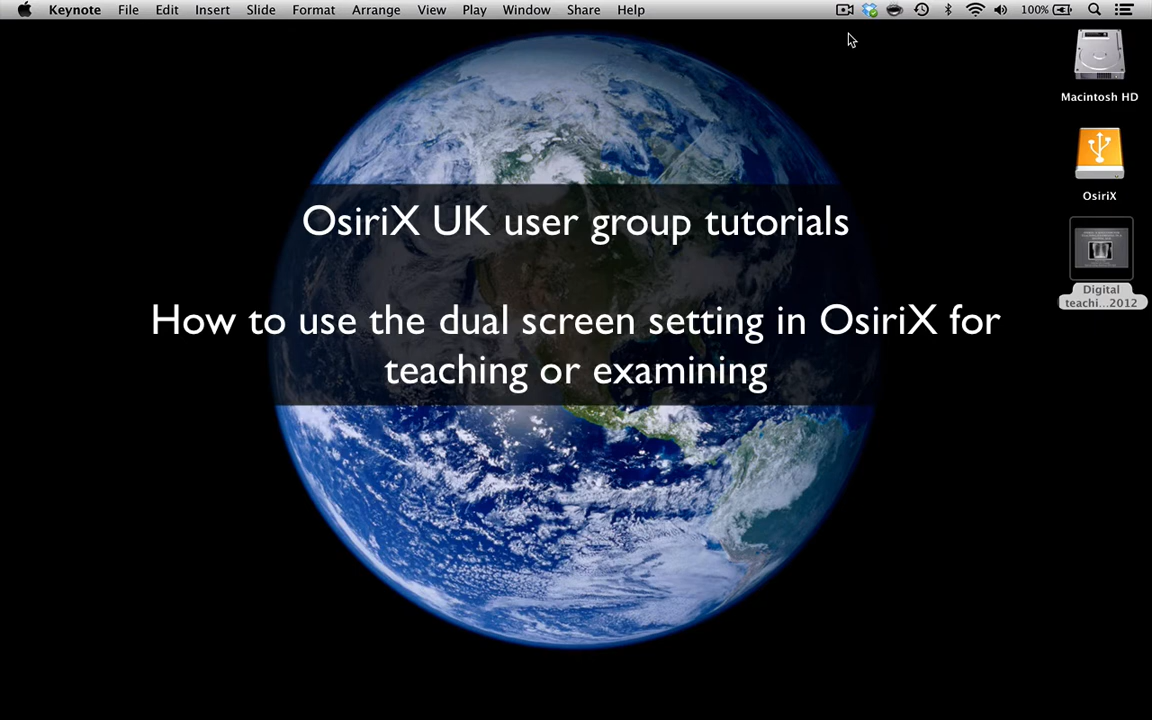 Keynote File Edit Insert Slide Format Arrange View Play Window Share Help 100%
Macintosh HD
OsiriX
OsiriX UK user group tutorials
Digital
teachi...2012
How to use the dual screen setting in OsiriX for
teaching or examining